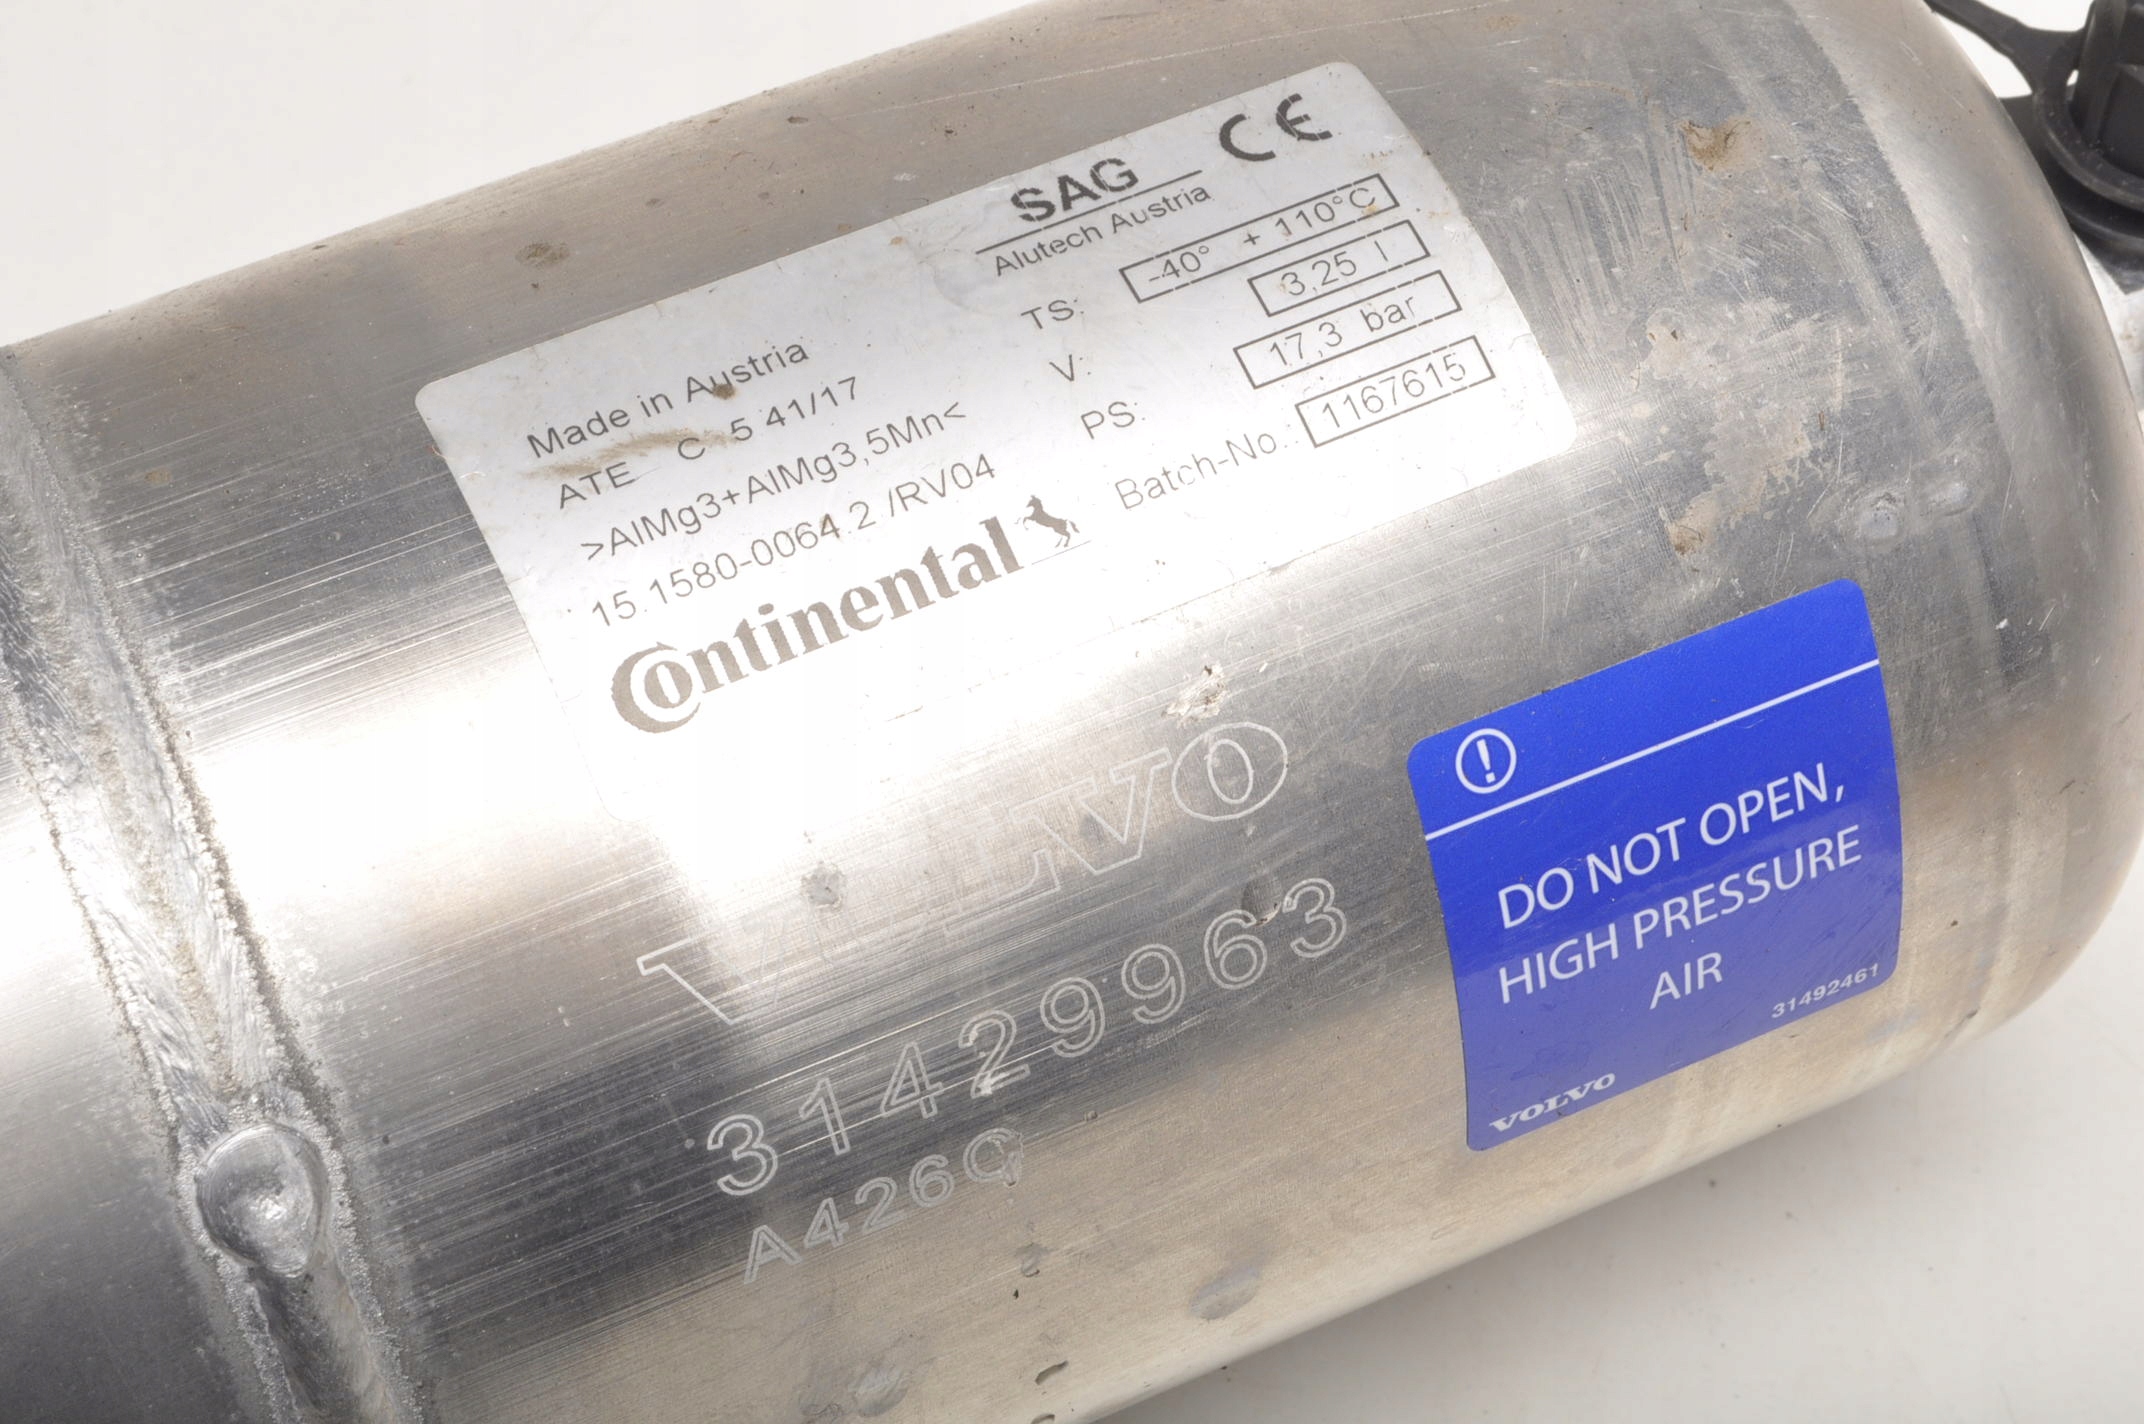 SAG
Alutech Austria
CE
Made in Austria
ATE C 5 41/17
>AlMg3+AlMg3,5Mn<
15.1580-0064.2 /RV04
Continental
TS: -40° + 110°C
V: 3,25 l
PS: 17,3 bar
Batch-No.: 1167615
VOLVO
31429963
A426Q
DO NOT OPEN,
HIGH PRESSURE
AIR
31492461
VOLVO